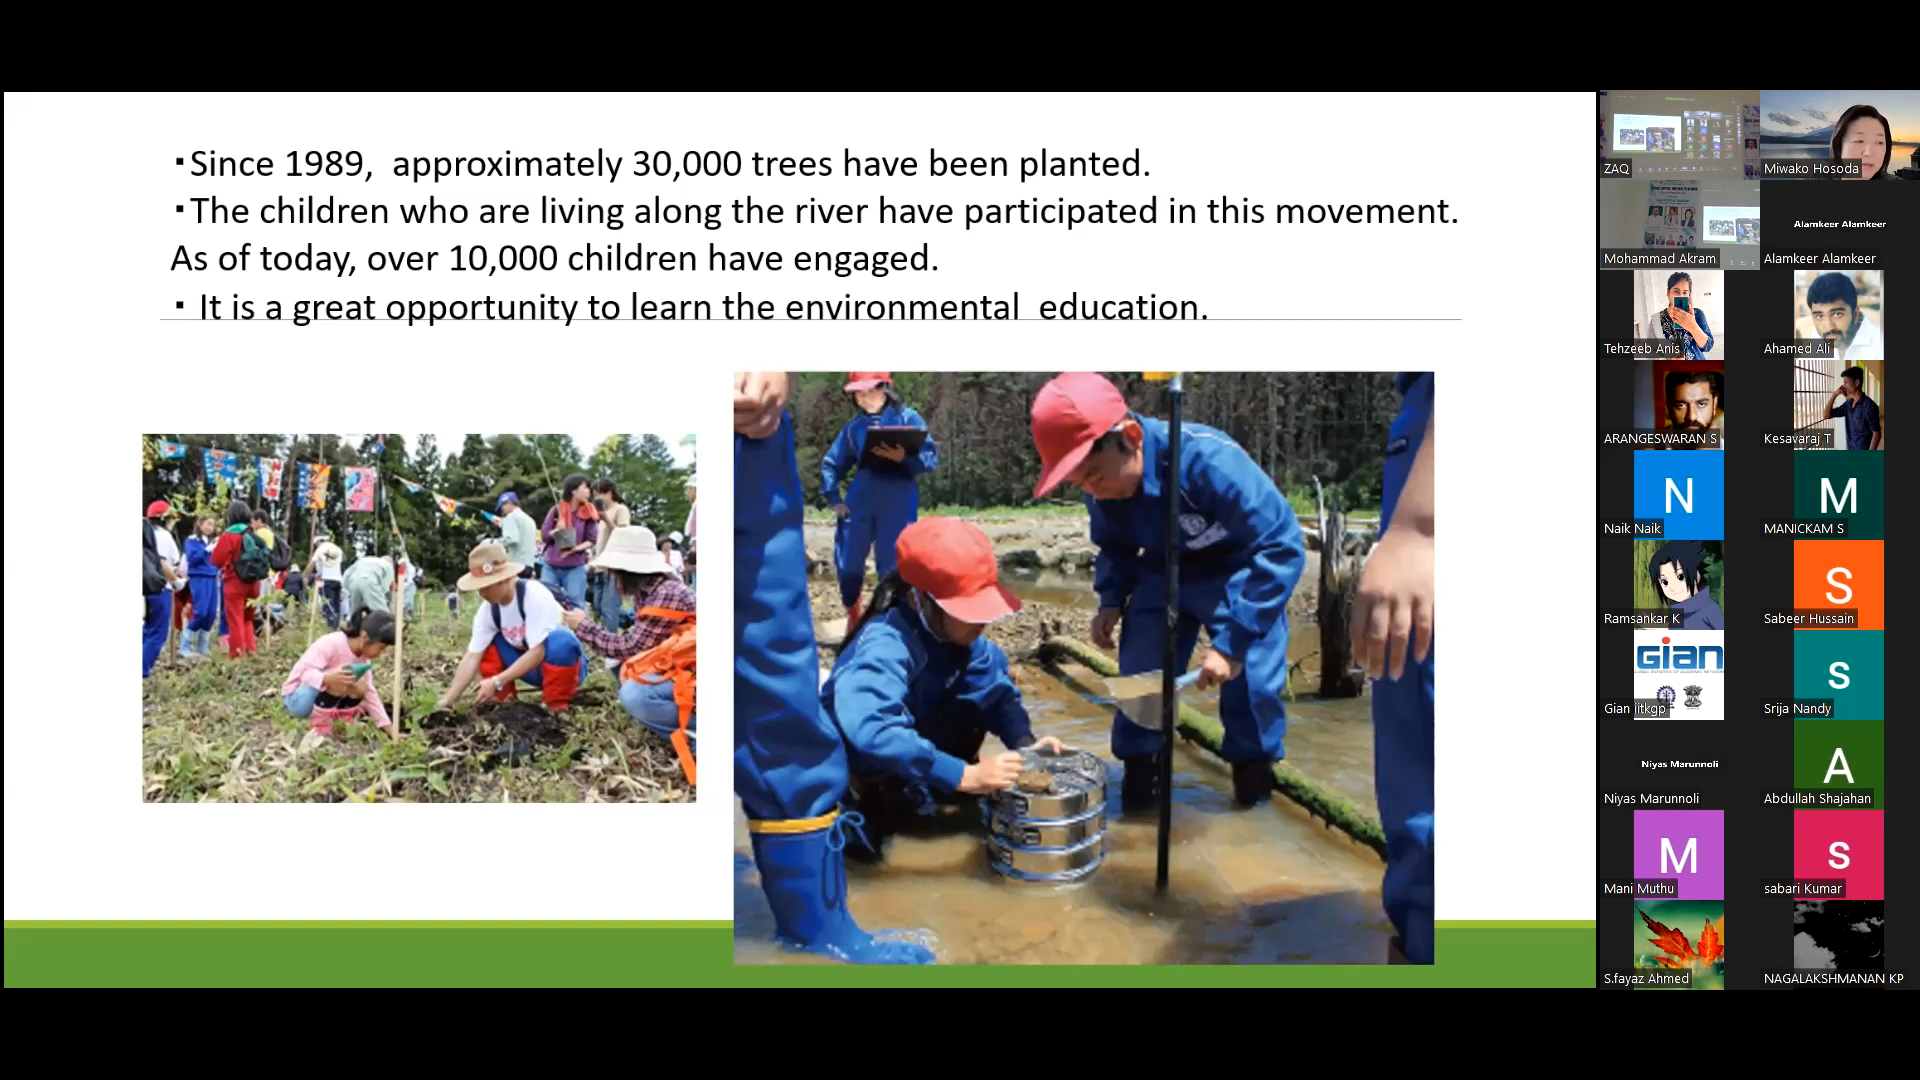 ▪Since 1989,  approximately 30,000 trees have been planted.
▪The children who are living along the river have participated in this movement.
As of today, over 10,000 children have engaged.
▪ It is a great opportunity to learn the environmental  education.
ZAQ
Miwako Hosoda
Mohammad Akram
Alamkeer Alamkeer
Alamkeer Alamkeer
Tehzeeb Anis
Ahamed Ali
ARANGESWARAN S
Kesavaraj T
N
Naik Naik
M
MANICKAM S
Ramsankar K
S
Sabeer Hussain
Gian
Gian iitkgp
s
Srija Nandy
Niyas Marunnoli
Niyas Marunnoli
A
Abdullah Shajahan
M
Mani Muthu
s
sabari Kumar
S.fayaz Ahmed
NAGALAKSHMANAN KP